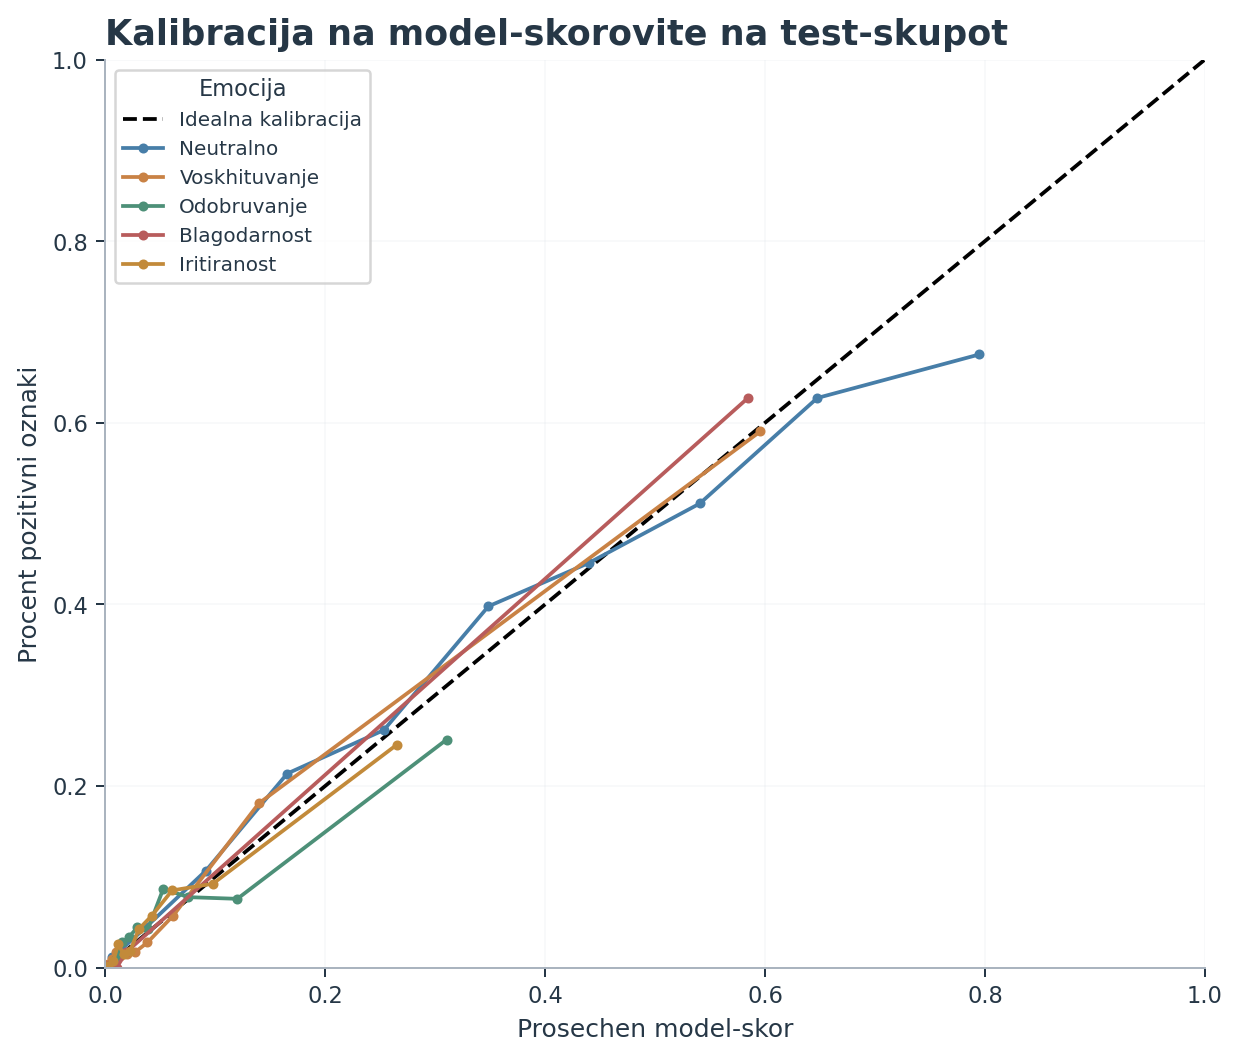 Kalibracija na model-skorovite na test-skupot
Emocija
Idealna kalibracija
Neutralno
Voskhituvanje
Odobruvanje
Blagodarnost
Iritiranost
Procent pozitivni oznaki
1.0
0.8
0.6
0.4
0.2
0.0
0.0 0.2 0.4 0.6 0.8 1.0
Prosechen model-skor